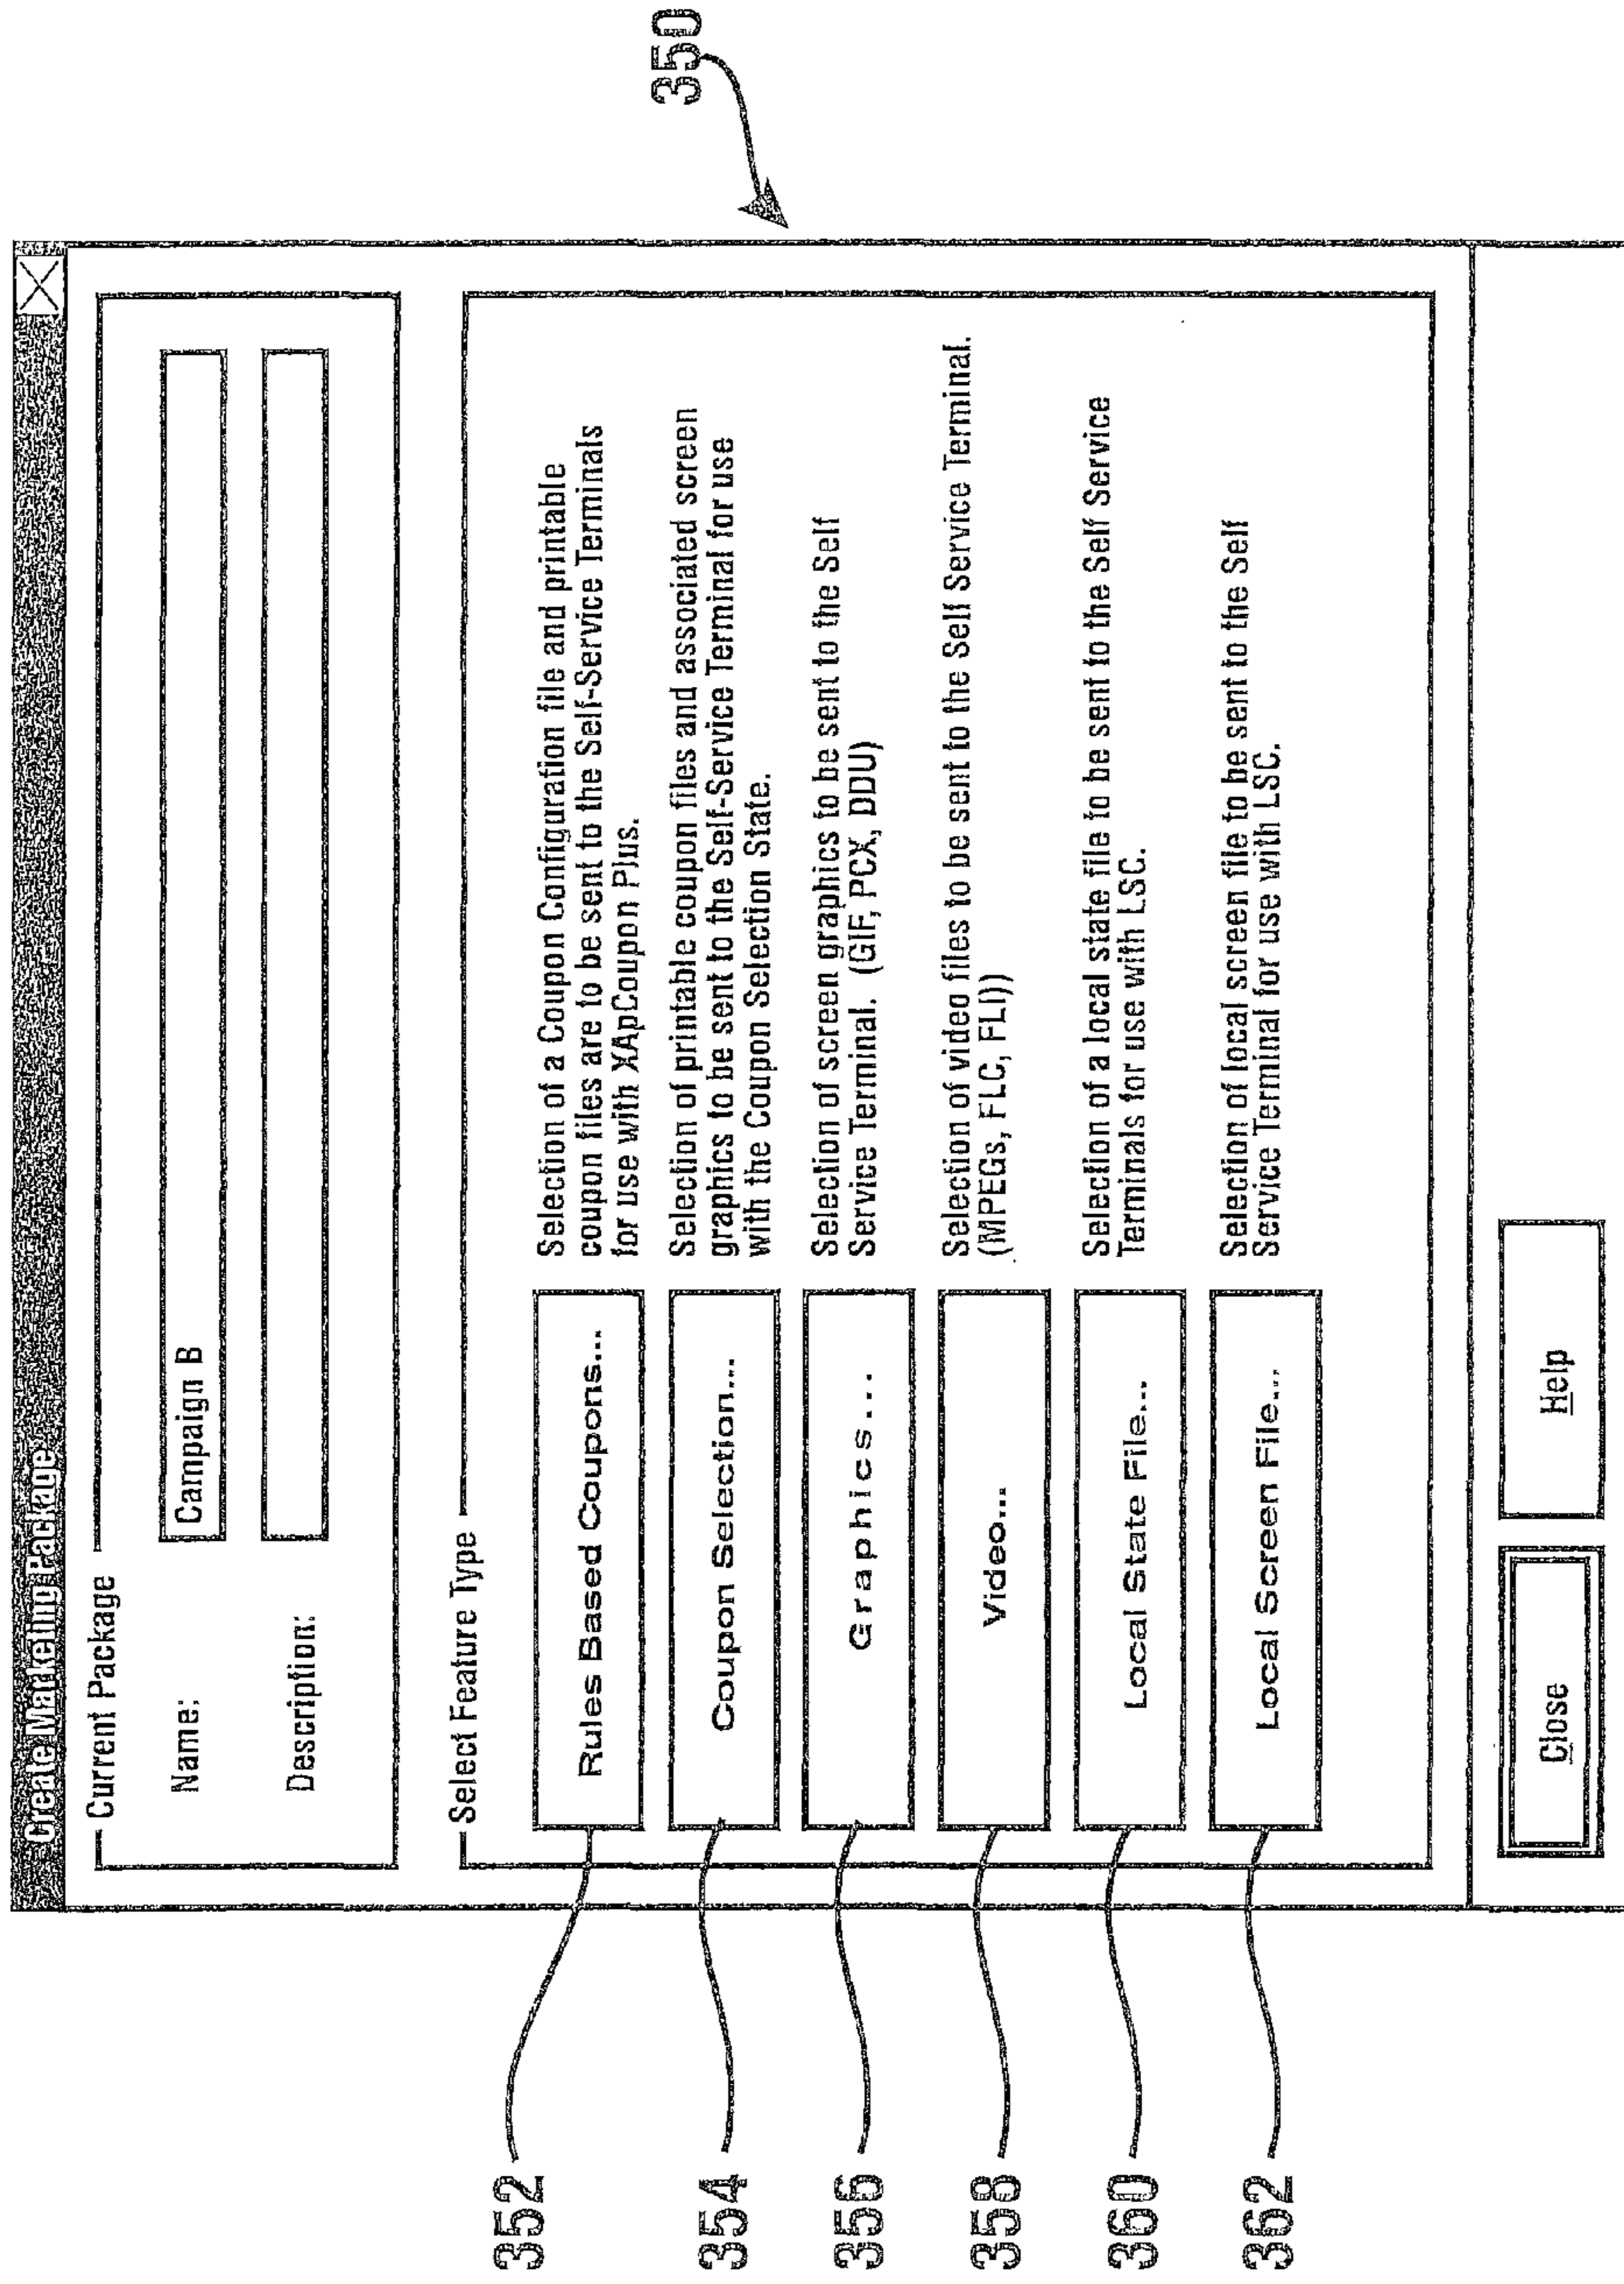 Create Marketing Package
Current Package
Name:
Campaign B
Description:
Select Feature Type
Rules Based Coupons...
Selection of a Coupon Configuration file and printable
coupon files are to be sent to the Self-Service Terminals
for use with XApCoupon Plus.
Coupon Selection...
Selection of printable coupon files and associated screen
graphics to be sent to the Self-Service Terminal for use
with the Coupon Selection State.
Graphics...
Selection of screen graphics to be sent to the Self
Service Terminal. (GIF, PCX, DDU)
Video...
Selection of video files to be sent to the Self Service Terminal.
(MPEGs, FLC, FLI))
Local State File...
Selection of a local state file to be sent to the Self Service
Terminals for use with LSC.
Local Screen File...
Selection of local screen file to be sent to the Self
Service Terminal for use with LSC.
Close
Help
350
352
354
356
358
360
362